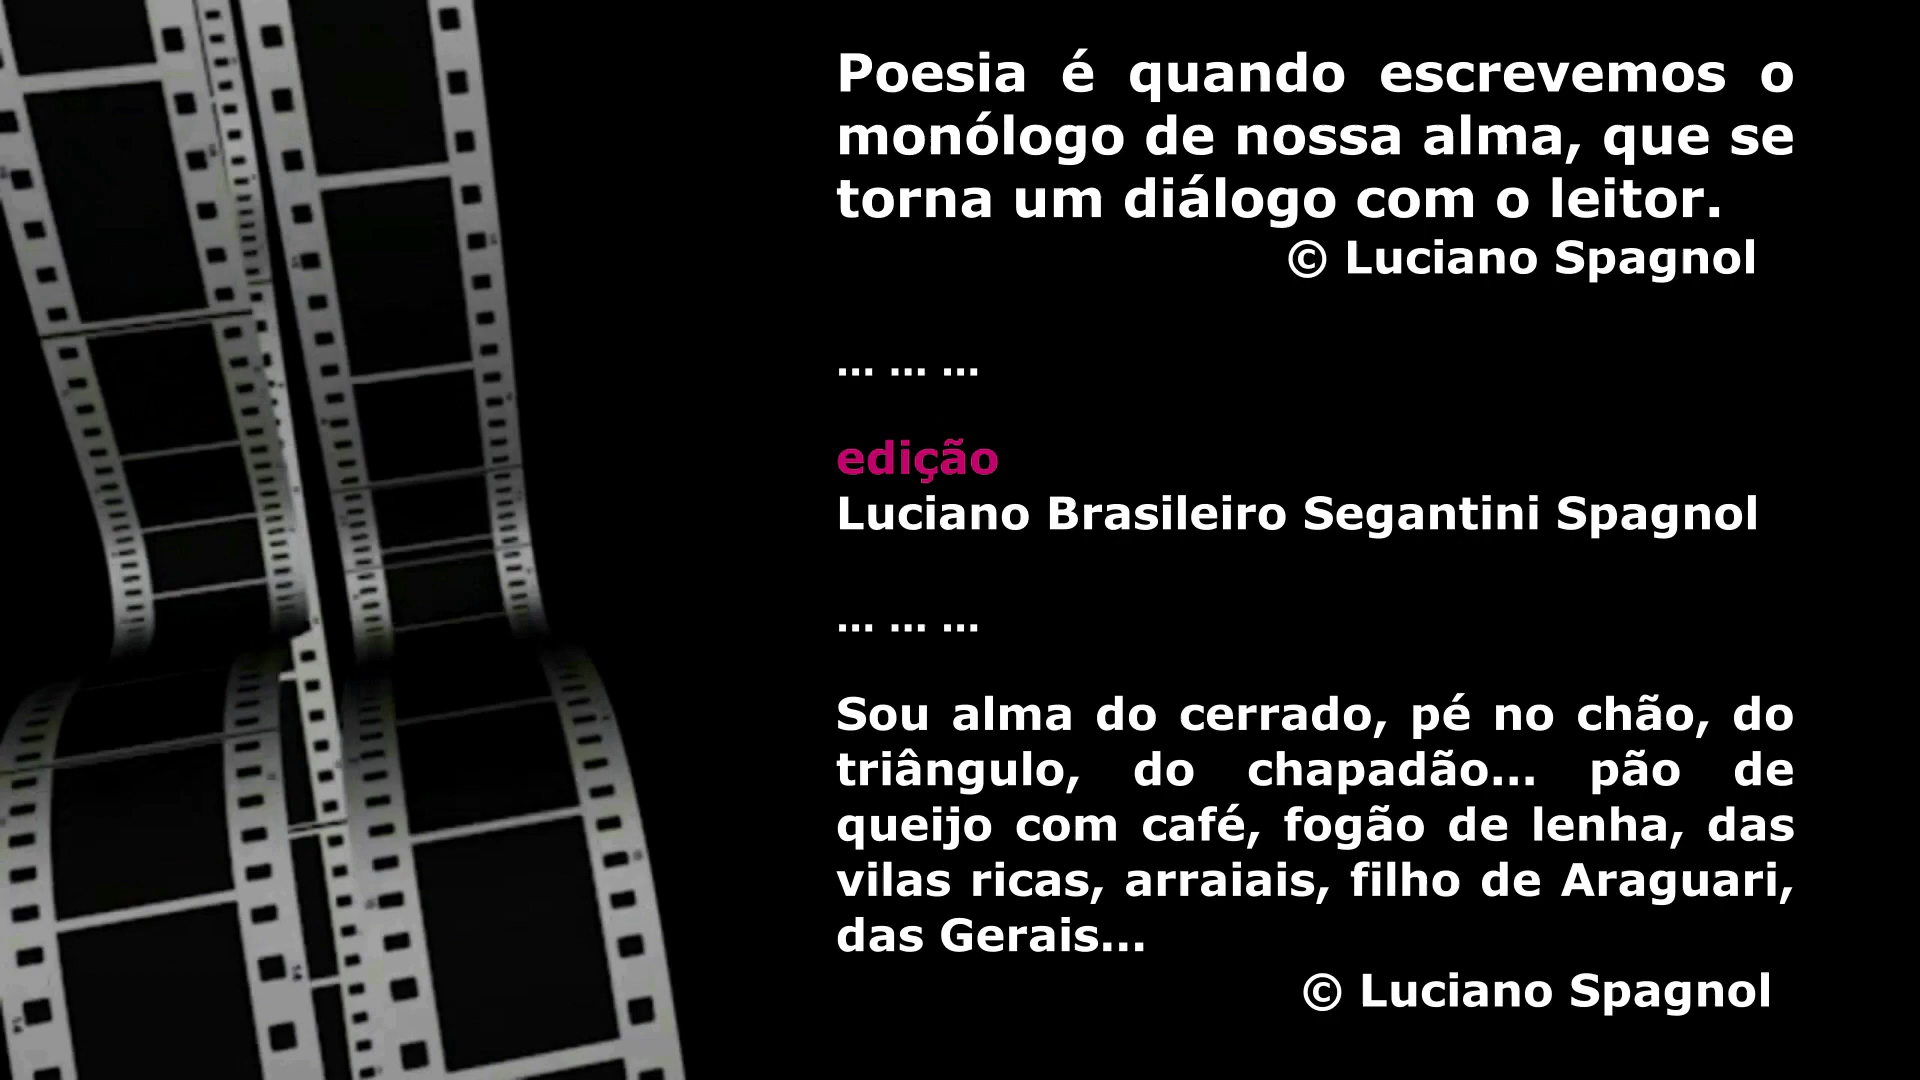 Poesia é quando escrevemos o
monólogo de nossa alma, que se
torna um diálogo com o leitor.
© Luciano Spagnol
... ... ...
edição
Luciano Brasileiro Segantini Spagnol
... ... ...
Sou alma do cerrado, pé no chão, do
triângulo, do chapadão... pão de
queijo com café, fogão de lenha, das
vilas ricas, arraiais, filho de Araguari,
das Gerais...
© Luciano Spagnol